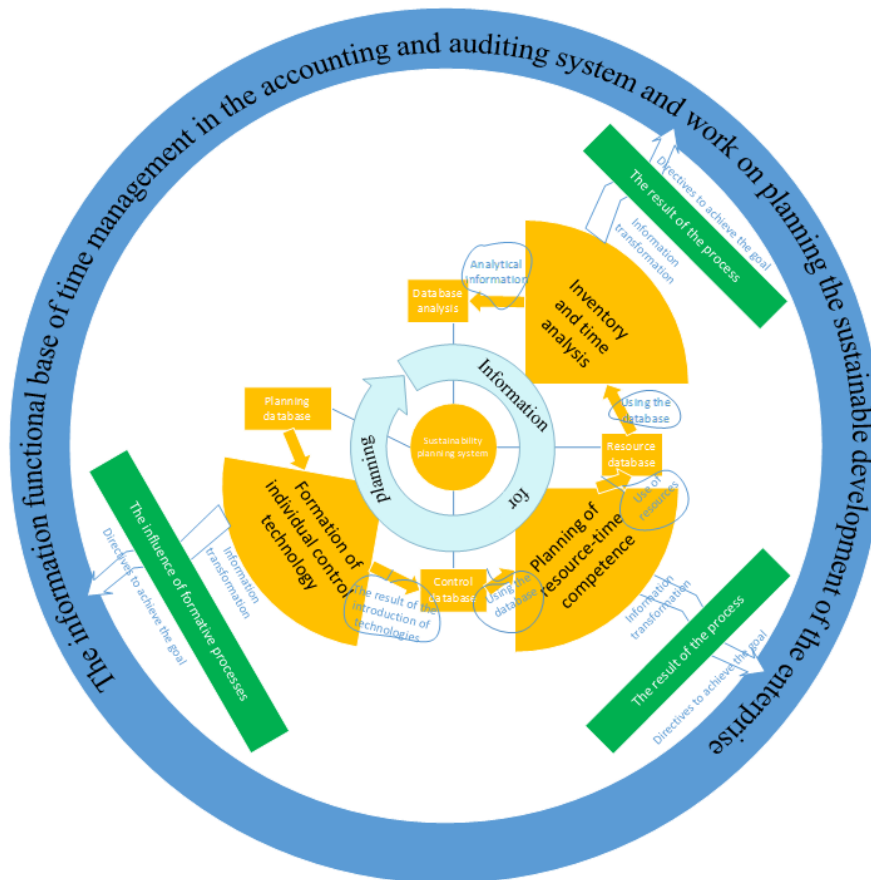 The information functional base of time management in the accounting and auditing system and work on planning the sustainable development of the enterprise
The result of the process
Directives to achieve the goal
Information
transformation
Analytical
information
Database
analysis
Inventory
and time
analysis
Information
for
planning
Planning
database
Sustainability
planning system
Using the
database
Resource
database
Use of
resources
Formation of
individual control
technology
Planning of
resource-time
competence
The result of the
introduction of
technologies
Control
database
Using the
database
The influence of formative processes
Information
transformation
Directives to achieve the goal
Information
transformation
The result of the process
Directives to achieve the goal